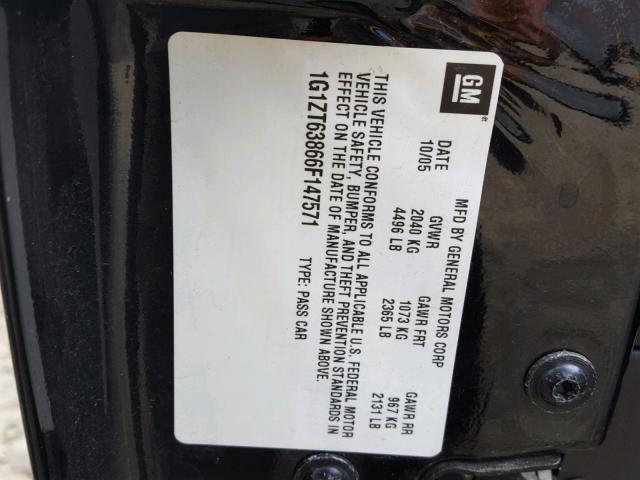 GM
MFD BY GENERAL MOTORS CORP
DATE GVWR GAWR FRT GAWR RR
10/05 2040 KG 1073 KG 967 KG
4496 LB 2365 LB 2131 LB
THIS VEHICLE CONFORMS TO ALL APPLICABLE U.S. FEDERAL MOTOR
VEHICLE SAFETY, BUMPER, AND THEFT PREVENTION STANDARDS IN
EFFECT ON THE DATE OF MANUFACTURE SHOWN ABOVE.
1G1ZT63866F147571 TYPE: PASS CAR